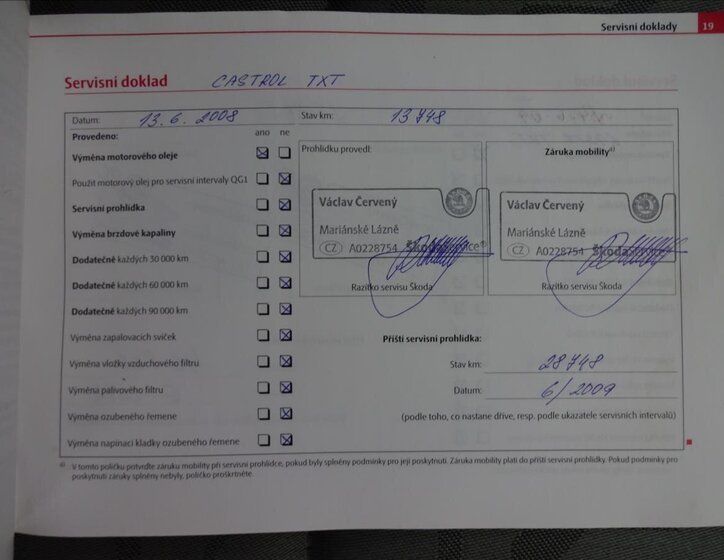 Servisní doklady 19
Servisní doklad CASTROL TXT
Datum: 13.6.2008 Stav km: 13 748
Provedeno: ano ne
Výměna motorového oleje
Použit motorový olej pro servisní intervaly QG1
Servisní prohlídka
Výměna brzdové kapaliny
Dodatečně každých 30 000 km
Dodatečně každých 60 000 km
Dodatečně každých 90 000 km
Výměna zapalovacích svíček
Výměna vložky vzduchového filtru
Výměna palivového filtru
Výměna ozubeného řemene
Výměna napínací kladky ozubeného řemene
Prohlídku provedl:
Václav Červený
Mariánské Lázně
CZ A0228754 ŠkodaService®
Razítko servisu Škoda
Záruka mobility a)
Václav Červený
Mariánské Lázně
CZ A0228754 ŠkodaService®
Razítko servisu Škoda
Příští servisní prohlídka:
Stav km: 28 748
Datum: 6/2009
(podle toho, co nastane dříve, resp. podle ukazatele servisních intervalů)
a) V tomto políčku potvrďte záruku mobility při servisní prohlídce, pokud byly splněny podmínky pro její poskytnutí. Záruka mobility platí do příští servisní prohlídky. Pokud podmínky pro
poskytnutí záruky splněny nebyly, políčko proškrtněte.